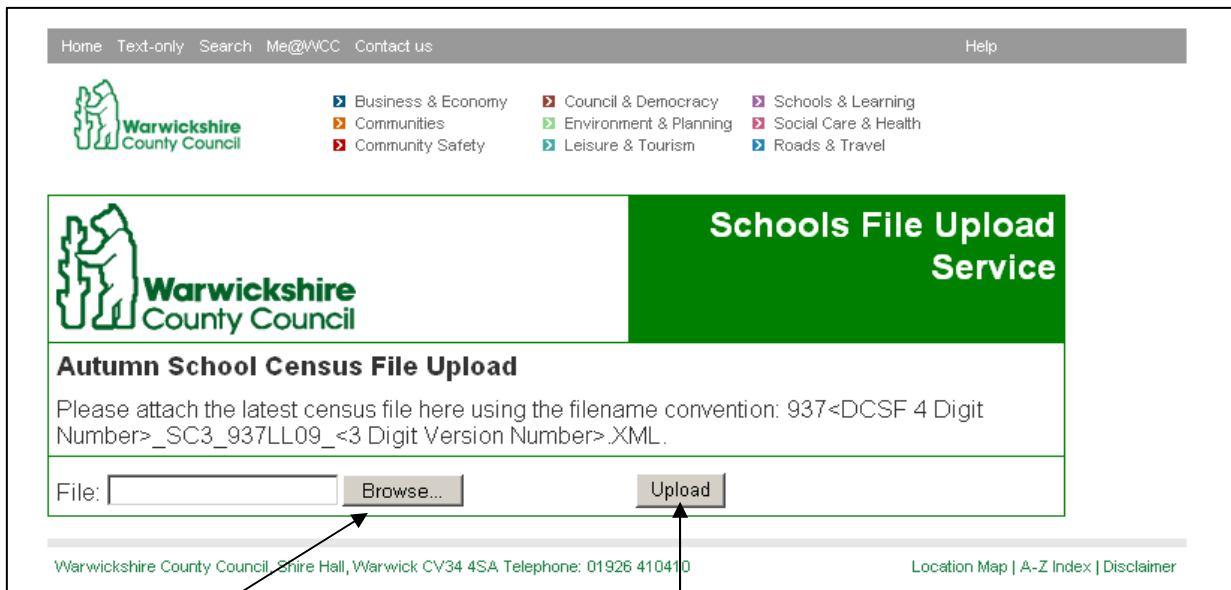 Home Text-only Search Me@WCC Contact us Help
Warwickshire
County Council
Business & Economy Council & Democracy Schools & Learning
Communities Environment & Planning Social Care & Health
Community Safety Leisure & Tourism Roads & Travel
Warwickshire
County Council
Schools File Upload
Service
Autumn School Census File Upload
Please attach the latest census file here using the filename convention: 937<DCSF 4 Digit
Number>_SC3_937LL09_<3 Digit Version Number>.XML.
File: Browse... Upload
Warwickshire County Council, Shire Hall, Warwick CV34 4SA Telephone: 01926 410410 Location Map | A-Z Index | Disclaimer